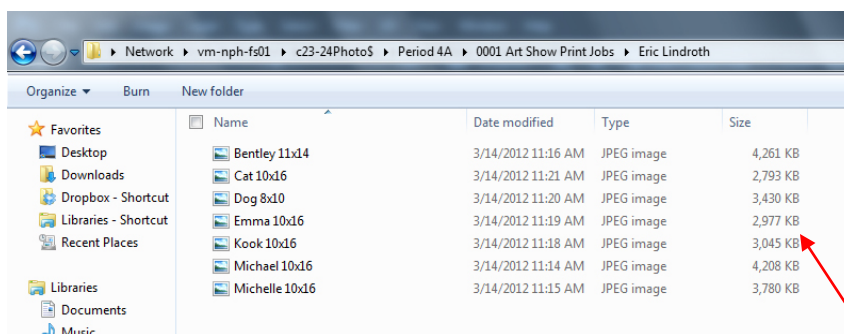 Network ▸ vm-nph-fs01 ▸ c23-24Photo$ ▸ Period 4A ▸ 0001 Art Show Print Jobs ▸ Eric Lindroth
Organize Burn New folder
Favorites
Desktop
Downloads
Dropbox - Shortcut
Libraries - Shortcut
Recent Places
Libraries
Documents
Music
Name Date modified Type Size
Bentley 11x14 3/14/2012 11:16 AM JPEG image 4,261 KB
Cat 10x16 3/14/2012 11:21 AM JPEG image 2,793 KB
Dog 8x10 3/14/2012 11:20 AM JPEG image 3,430 KB
Emma 10x16 3/14/2012 11:19 AM JPEG image 2,977 KB
Kook 10x16 3/14/2012 11:18 AM JPEG image 3,045 KB
Michael 10x16 3/14/2012 11:14 AM JPEG image 4,208 KB
Michelle 10x16 3/14/2012 11:15 AM JPEG image 3,780 KB